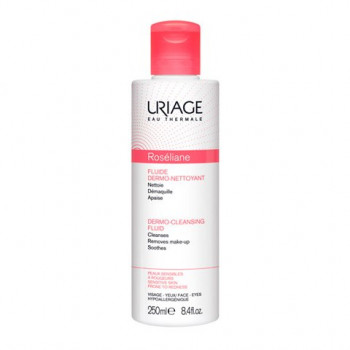 URIAGE
EAU THERMALE
Roséliane
FLUIDE
DERMO-NETTOYANT
Nettoie
Démaquille
Apaise
DERMO-CLEANSING
FLUID
Cleanses
Removes make-up
Soothes
PEAUX SENSIBLES
À ROUGEURS
SENSITIVE SKIN
PRONE TO REDNESS
VISAGE - YEUX/FACE - EYES
HYPOALLERGÉNIQUE
250ml e 8.4fl.oz.